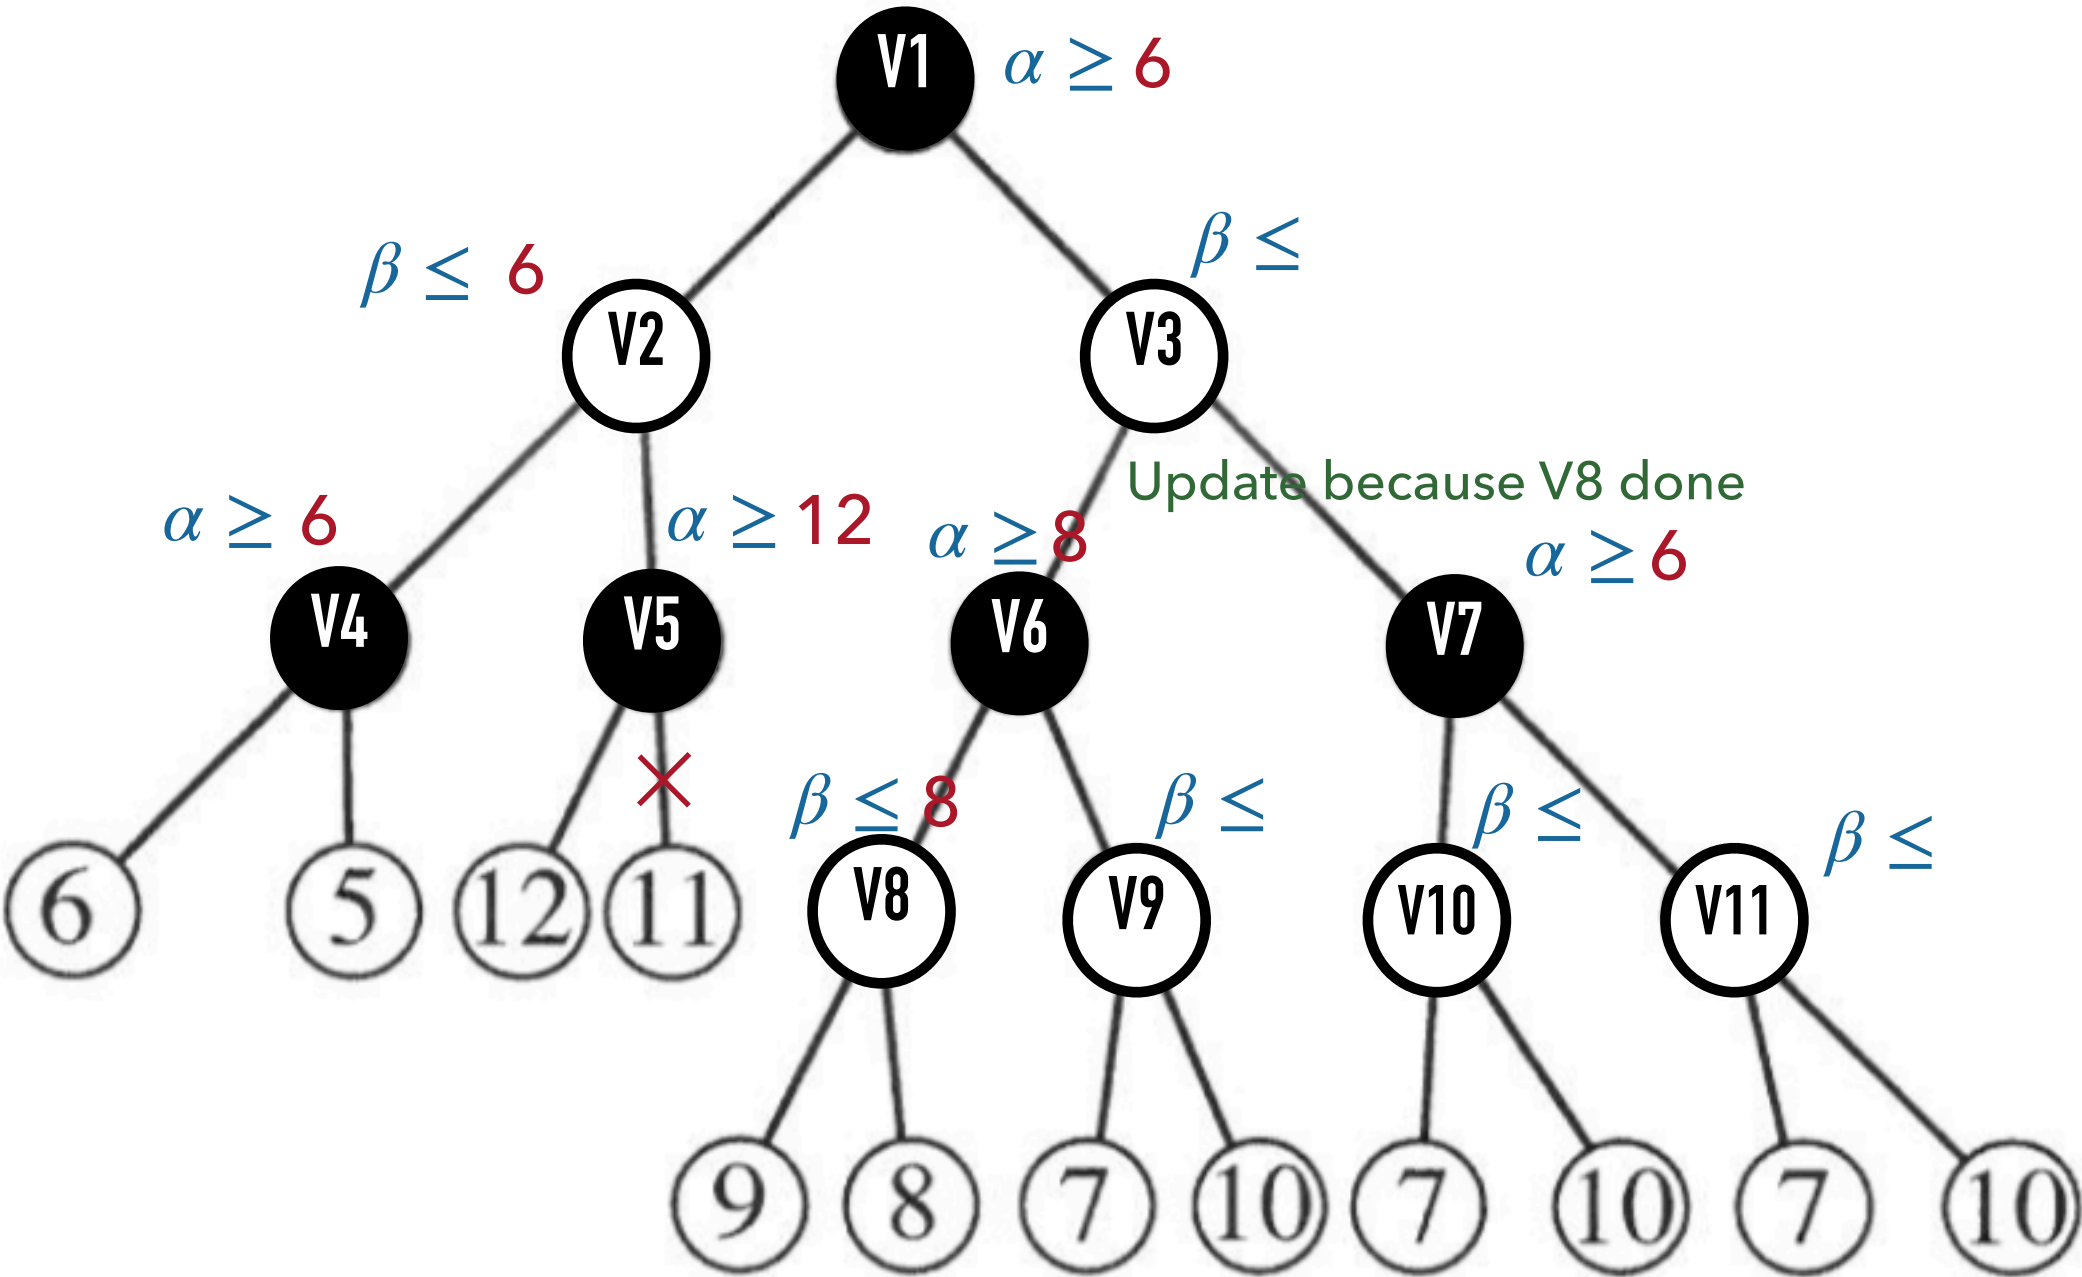 V1
α ≥ 6
β ≤ 6
β ≤
V2
V3
Update because V8 done
α ≥ 6
α ≥ 12
α ≥ 8
α ≥ 6
V4
V5
V6
V7
β ≤ 8
β ≤
β ≤
β ≤
6
5
12
11
V8
V9
V10
V11
9
8
7
10
7
10
7
10